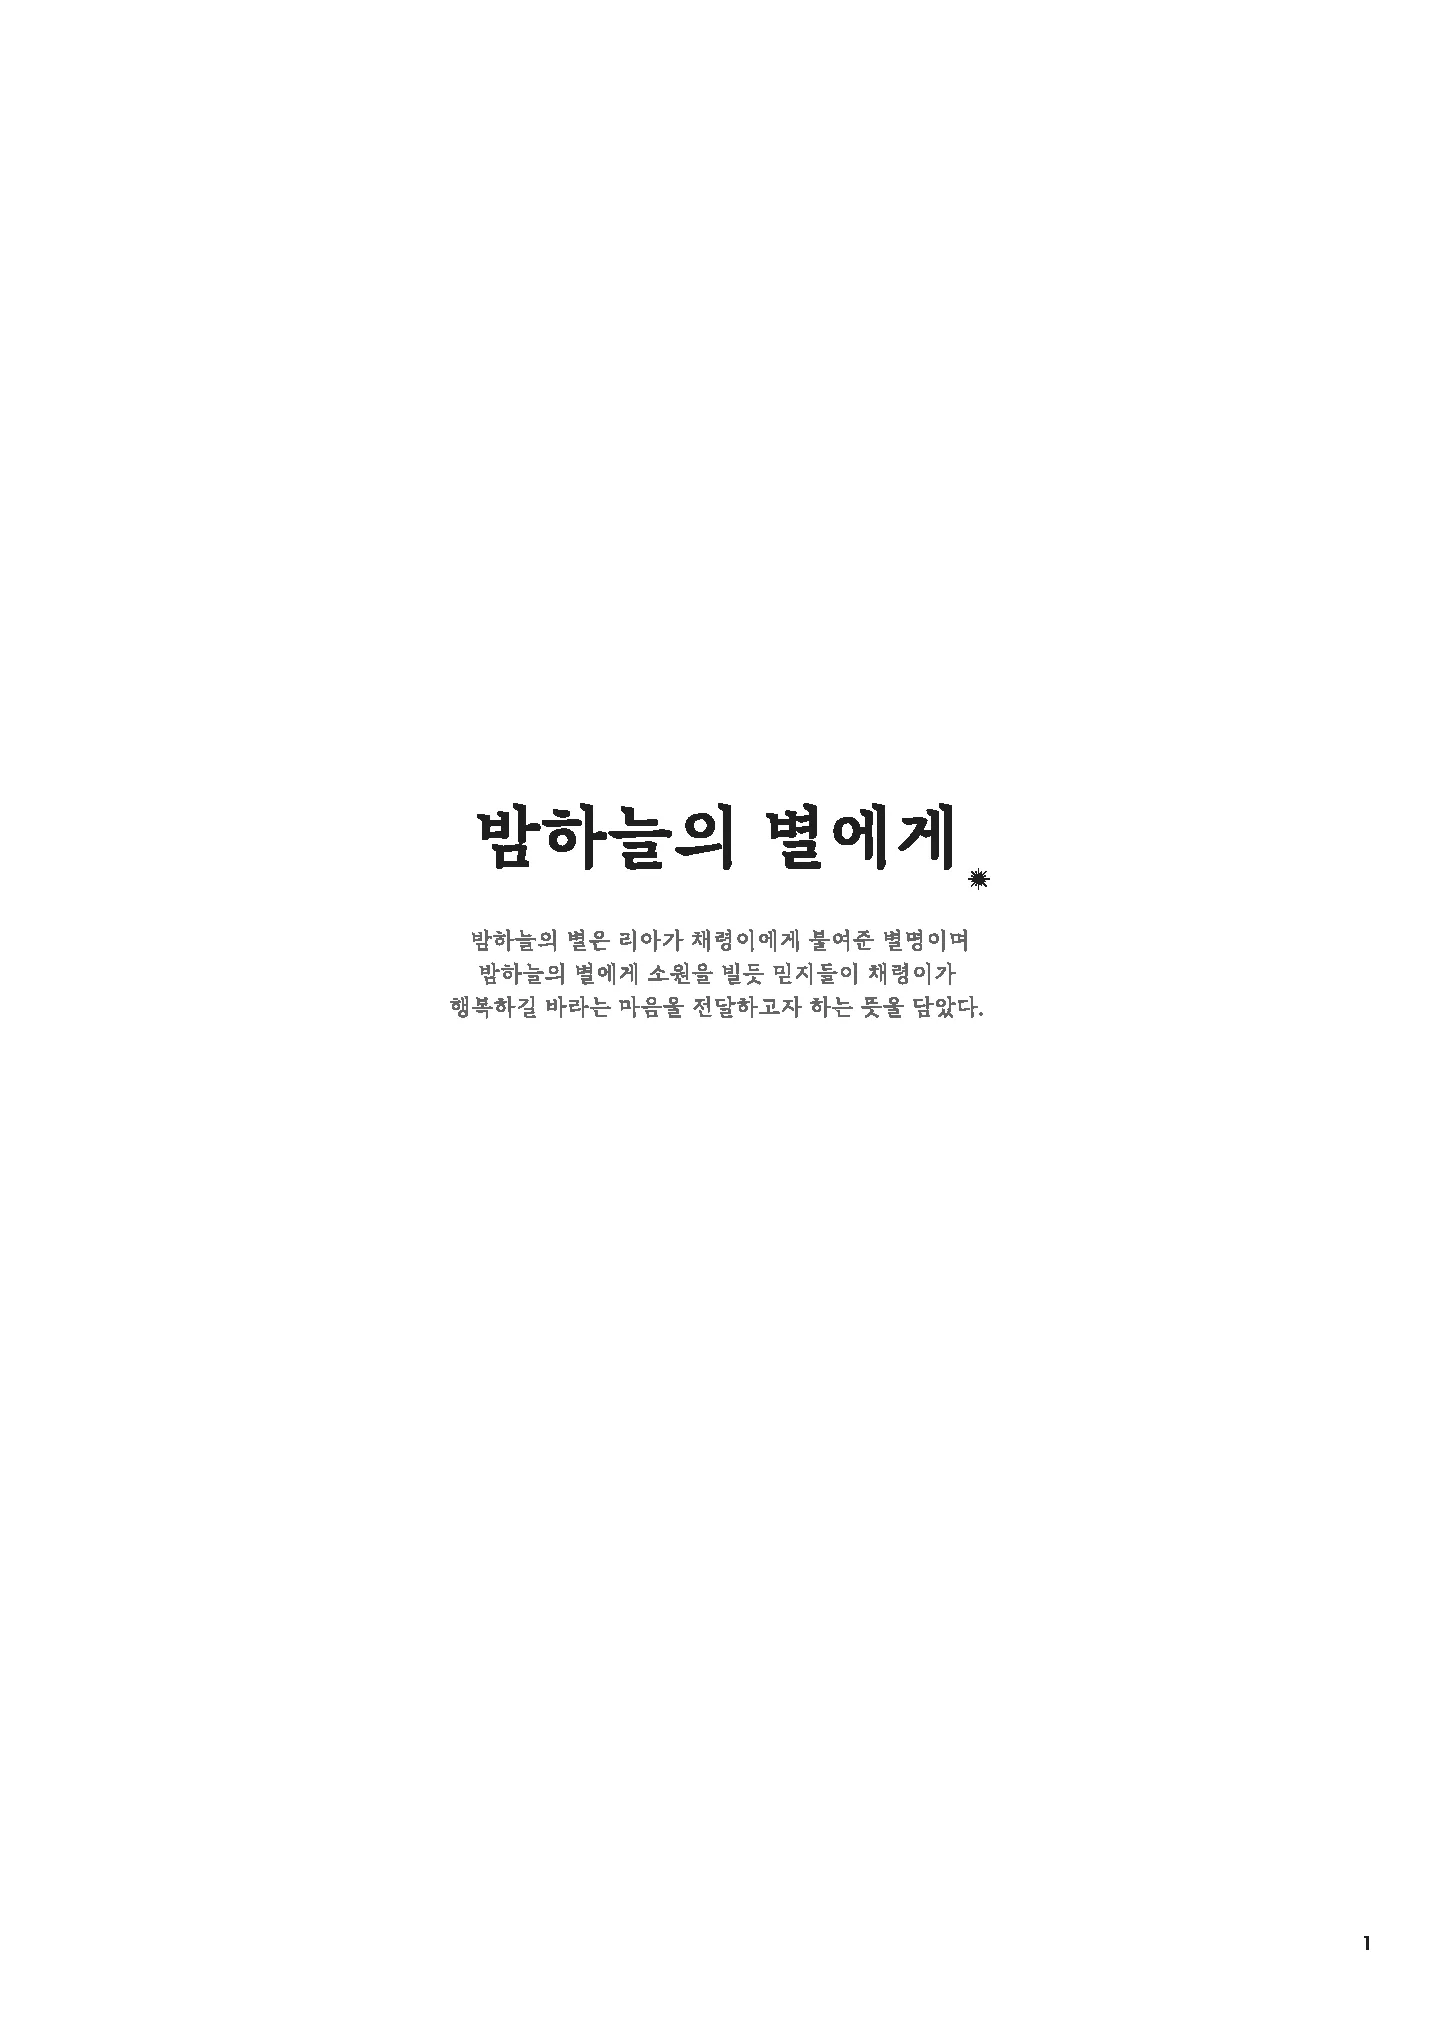 밤하늘의 별에게
밤하늘의 별은 리아가 채령이에게 불여준 별명이며
밤하늘의 별에게 소원을 빌듯 믿지들이 채령이가
행복하길 바라는 마음울 전달하고자 하는 뜻울 담았다.
1